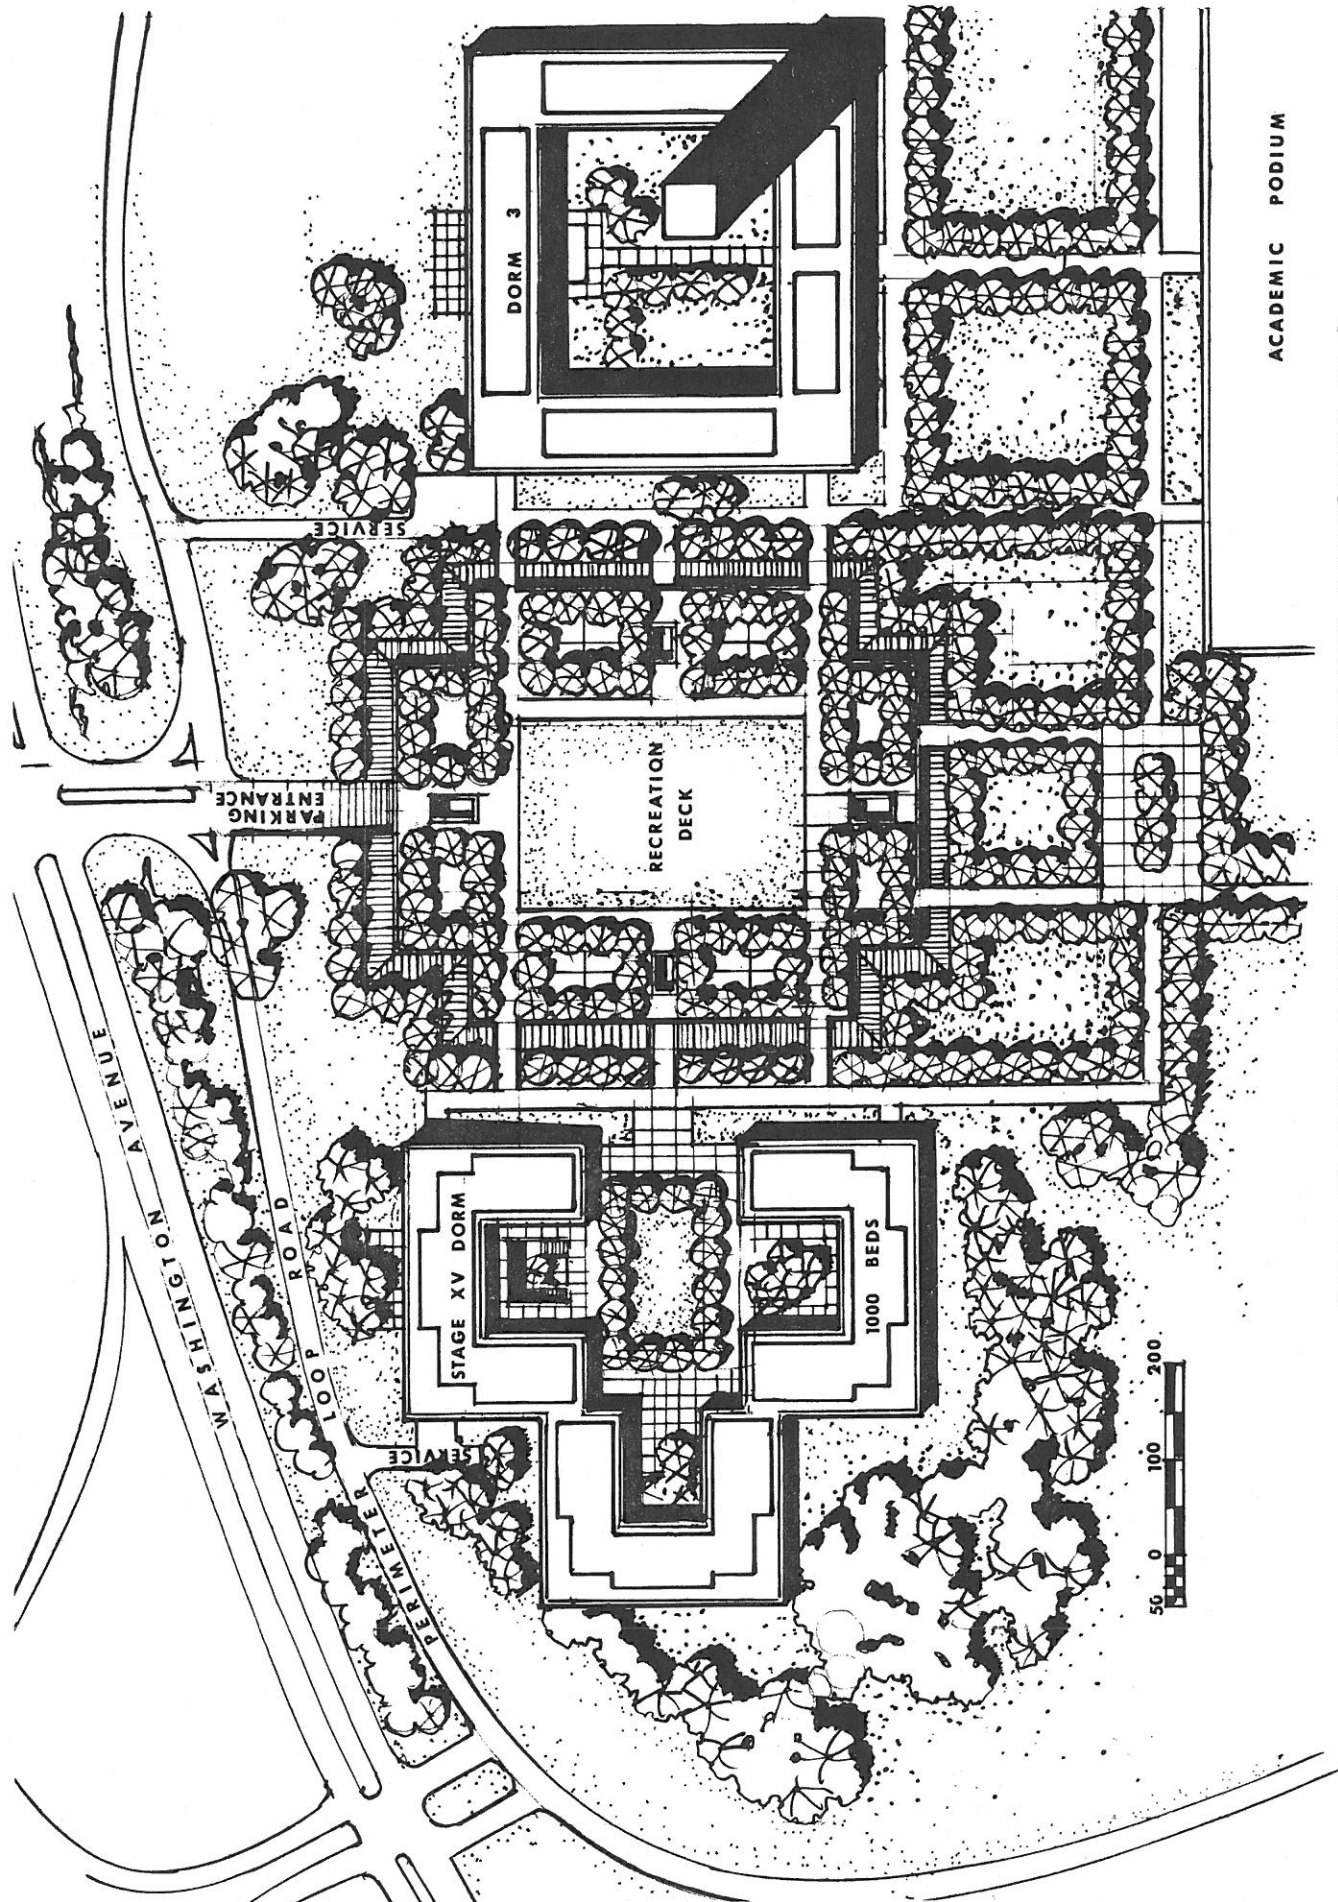 WASHINGTON AVENUE
PERIMETER LOOP ROAD
SERVICE
PARKING
ENTRANCE
SERVICE
STAGE XV DORM
1000 BEDS
RECREATION
DECK
DORM 3
ACADEMIC PODIUM
50 0 100 200